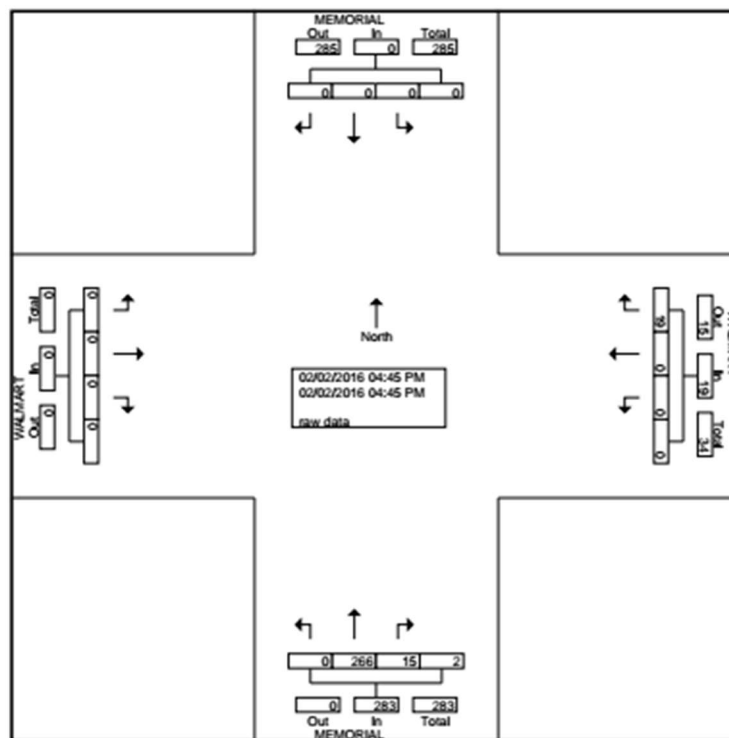 MEMORIAL
Out In Total
285 0 285
0 0 0 0
Total In Out
0 0 0
0 0 0 0
WALMART
North
02/02/2016 04:45 PM
02/02/2016 04:45 PM
raw data
19 0 0 0
Out In Total
15 19 34
0 266 15 2
0 283 283
Out In Total
MEMORIAL